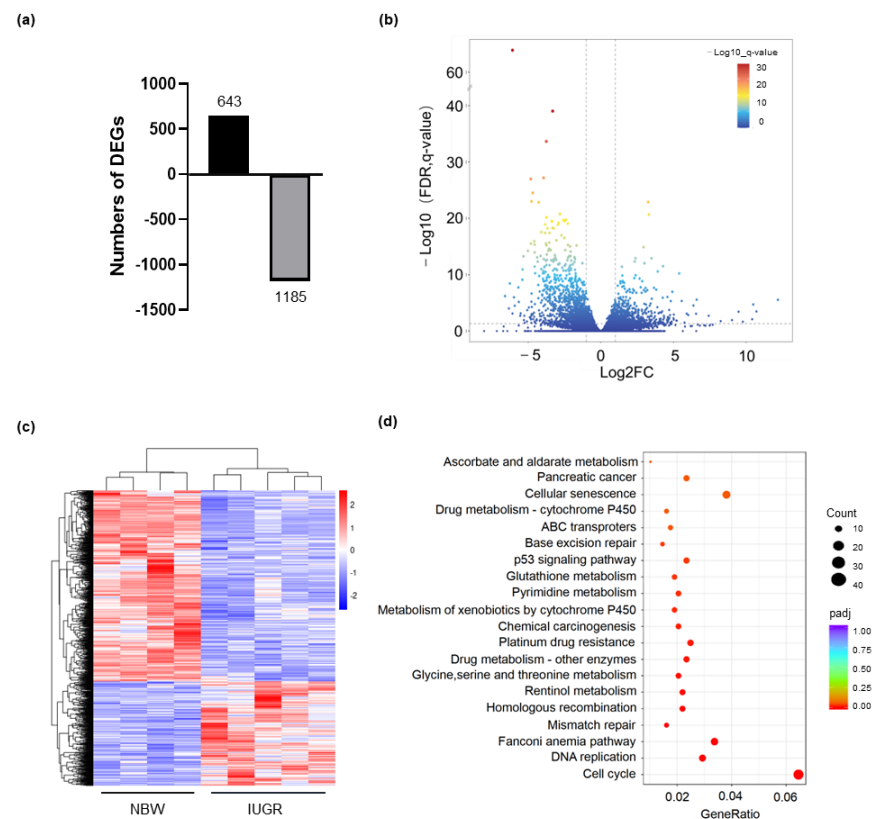 (a)
1000
500
0
-500
-1000
-1500
Numbers of DEGs
643
1185
(b)
－Log10（FDR,q-value）
60
40
30
20
10
0
－5
0
5
10
Log2FC
－Log10_q-value
30
20
10
0
(c)
2
1
0
-1
-2
NBW
IUGR
(d)
Ascorbate and aldarate metabolism
Pancreatic cancer
Cellular senescence
Drug metabolism - cytochrome P450
ABC transproters
Base excision repair
p53 signaling pathway
Glutathione metabolism
Pyrimidine metabolism
Metabolism of xenobiotics by cytochrome P450
Chemical carcinogenesis
Platinum drug resistance
Drug metabolism - other enzymes
Glycine,serine and threonine metabolism
Rentinol metabolism
Homologous recombination
Mismatch repair
Fanconi anemia pathway
DNA replication
Cell cycle
0.02
0.04
0.06
GeneRatio
Count
10
20
30
40
padj
1.00
0.75
0.50
0.25
0.00